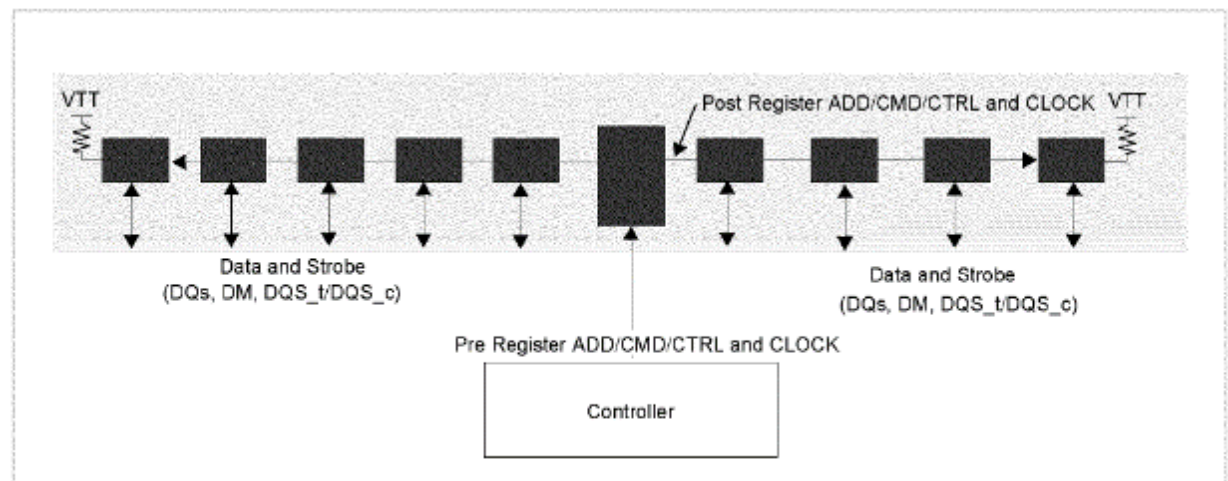 VTT
Post Register ADD/CMD/CTRL and CLOCK
VTT
Data and Strobe
(DQs, DM, DQS_t/DQS_c)
Data and Strobe
(DQs, DM, DQS_t/DQS_c)
Pre Register ADD/CMD/CTRL and CLOCK
Controller